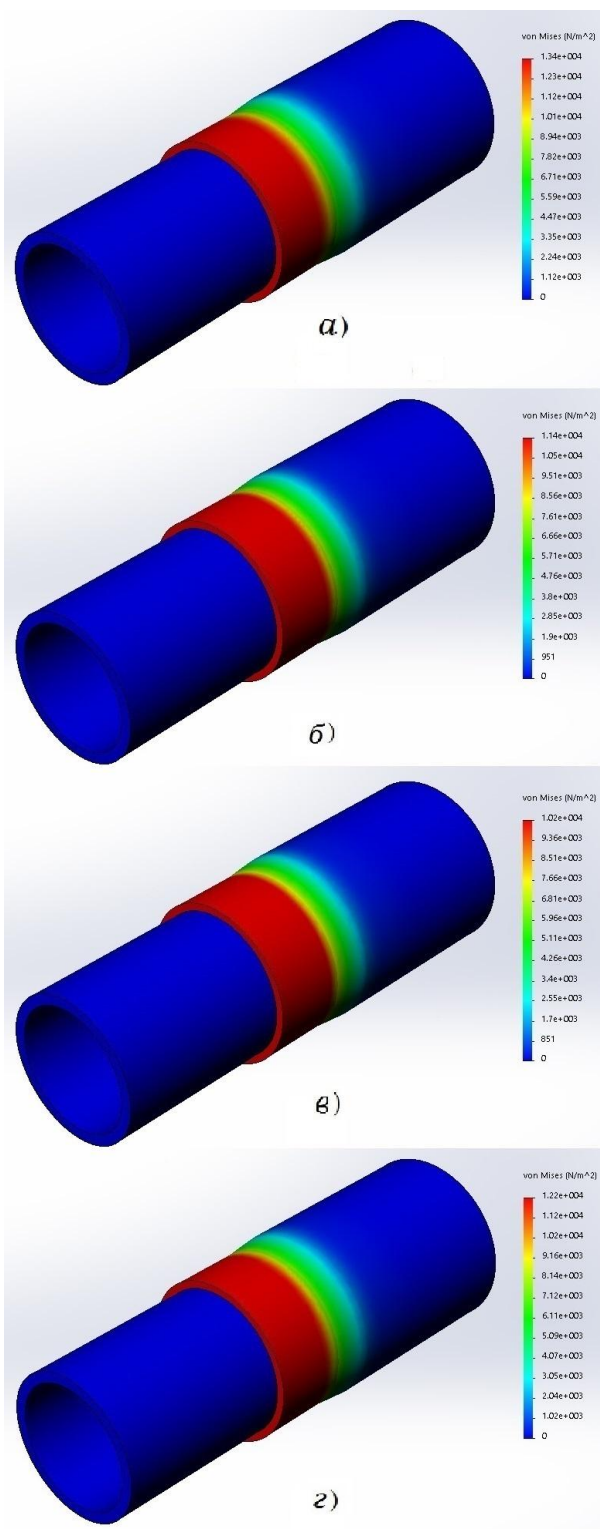 von Mises (N/m^2)
1.34e+004
1.23e+004
1.12e+004
1.01e+004
8.94e+003
7.82e+003
6.71e+003
5.59e+003
4.47e+003
3.35e+003
2.24e+003
1.12e+003
0
а)
von Mises (N/m^2)
1.14e+004
1.05e+004
9.51e+003
8.56e+003
7.61e+003
6.66e+003
5.71e+003
4.76e+003
3.8e+003
2.85e+003
1.9e+003
951
0
б)
von Mises (N/m^2)
1.02e+004
9.36e+003
8.51e+003
7.66e+003
6.81e+003
5.96e+003
5.11e+003
4.26e+003
3.4e+003
2.55e+003
1.7e+003
851
0
в)
von Mises (N/m^2)
1.22e+004
1.12e+004
1.02e+004
9.16e+003
8.14e+003
7.12e+003
6.11e+003
5.09e+003
4.07e+003
3.05e+003
2.04e+003
1.02e+003
0
г)